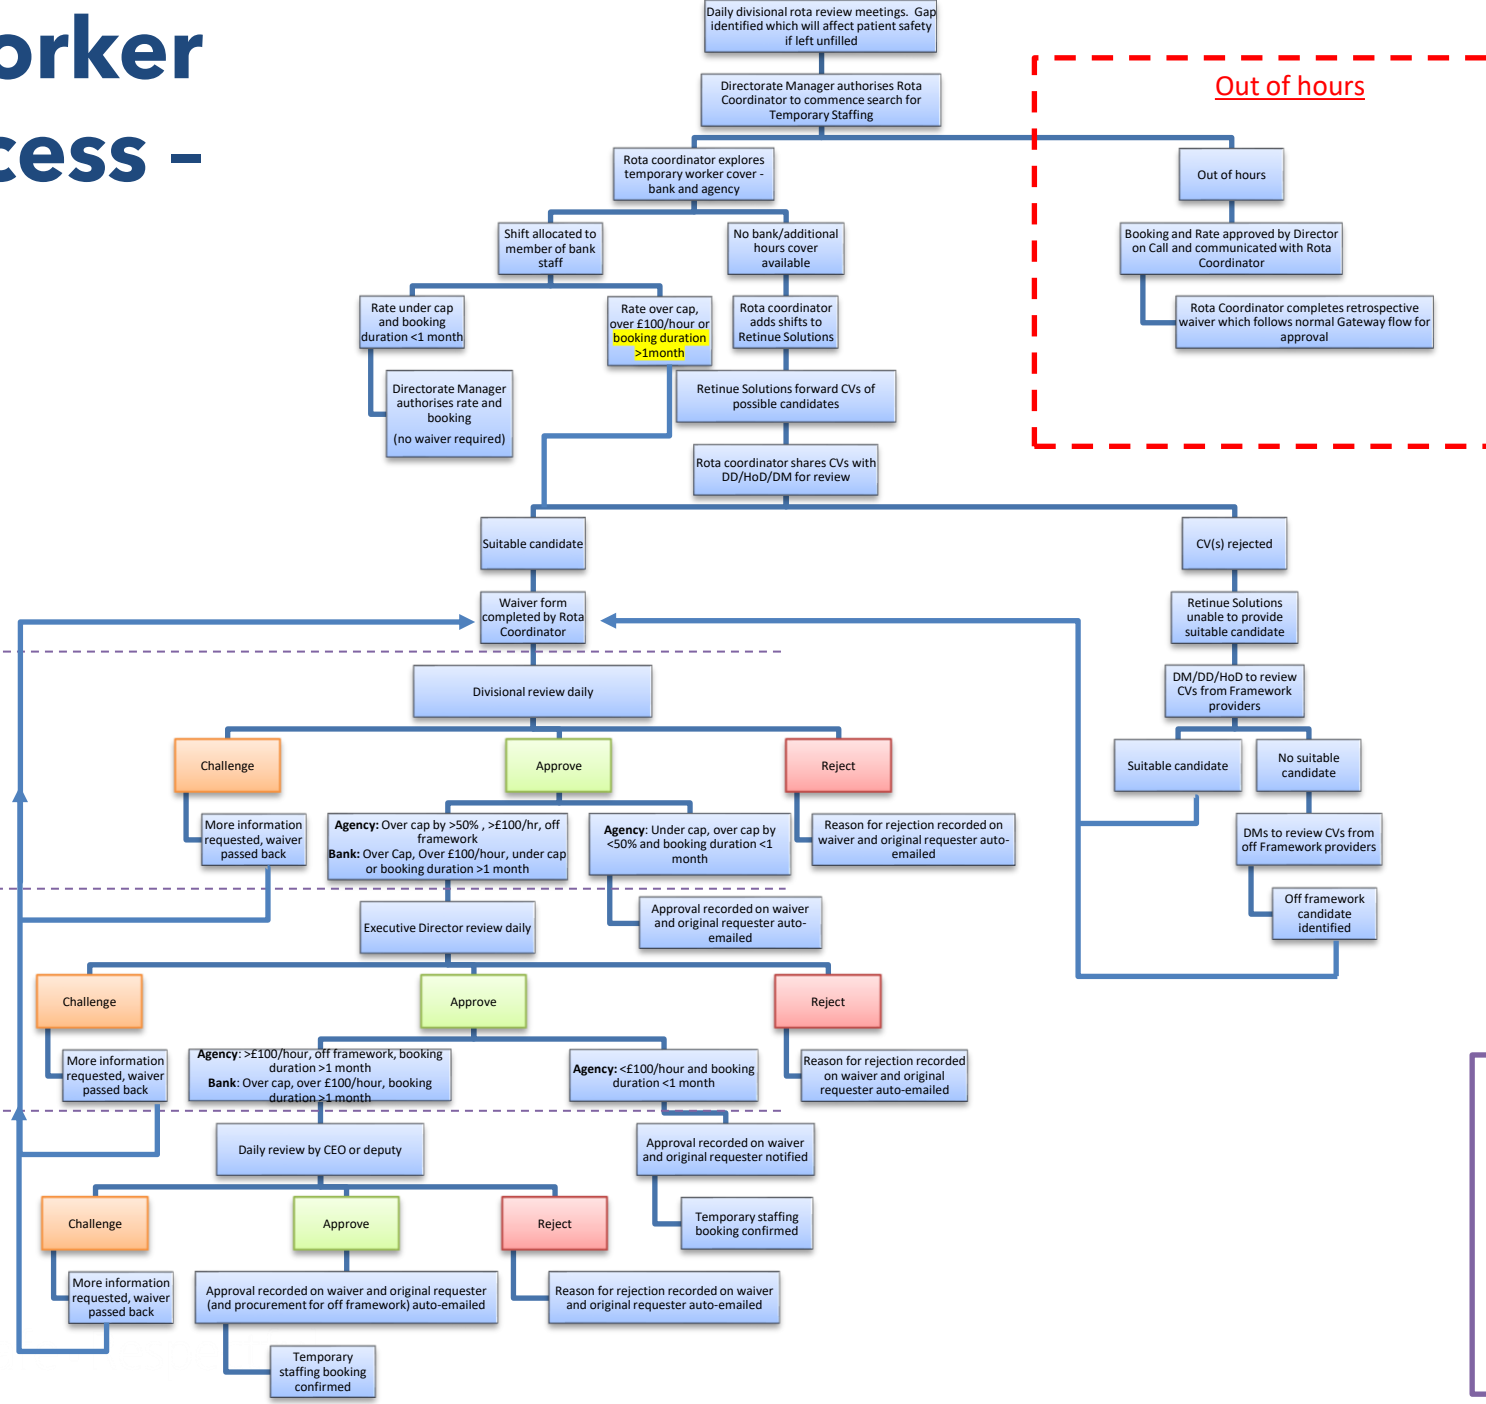 orker
cess –
Daily divisional rota review meetings.  Gap
identified which will affect patient safety
if left unfilled
Directorate Manager authorises Rota
Coordinator to commence search for
Temporary Staffing
Out of hours
Rota coordinator explores
temporary worker cover -
bank and agency
Out of hours
Shift allocated to
member of bank
staff
No bank/additional
hours cover
available
Booking and Rate approved by Director
on Call and communicated with Rota
Coordinator
Rate under cap
and booking
duration <1 month
Rate over cap,
over £100/hour or
booking duration
>1month
Rota coordinator
adds shifts to
Retinue Solutions
Rota Coordinator completes retrospective
waiver which follows normal Gateway flow for
approval
Directorate Manager
authorises rate and
booking
(no waiver required)
Retinue Solutions forward CVs of
possible candidates
Rota coordinator shares CVs with
DD/HoD/DM for review
Suitable candidate
CV(s) rejected
Waiver form
completed by Rota
Coordinator
Retinue Solutions
unable to provide
suitable candidate
Divisional review daily
DM/DD/HoD to review
CVs from Framework
providers
Challenge
Approve
Reject
Suitable candidate
No suitable
candidate
More information
requested, waiver
passed back
Agency: Over cap by >50% , >£100/hr, off
framework
Bank: Over Cap, Over £100/hour, under cap
or booking duration >1 month
Agency: Under cap, over cap by
<50% and booking duration <1
month
Reason for rejection recorded on
waiver and original requester auto-
emailed
DMs to review CVs from
off Framework providers
Executive Director review daily
Approval recorded on waiver
and original requester auto-
emailed
Off framework
candidate
identified
Challenge
Approve
Reject
More information
requested, waiver
passed back
Agency: >£100/hour, off framework, booking
duration >1 month
Bank: Over cap, over £100/hour, booking
duration >1 month
Agency: <£100/hour and booking
duration <1 month
Reason for rejection recorded
on waiver and original
requester auto-emailed
Daily review by CEO or deputy
Approval recorded on waiver
and original requester notified
Challenge
Approve
Reject
Temporary staffing
booking confirmed
More information
requested, waiver
passed back
Approval recorded on waiver and original requester
(and procurement for off framework) auto-emailed
Reason for rejection recorded on waiver
and original requester auto-emailed
Temporary
staffing booking
confirmed